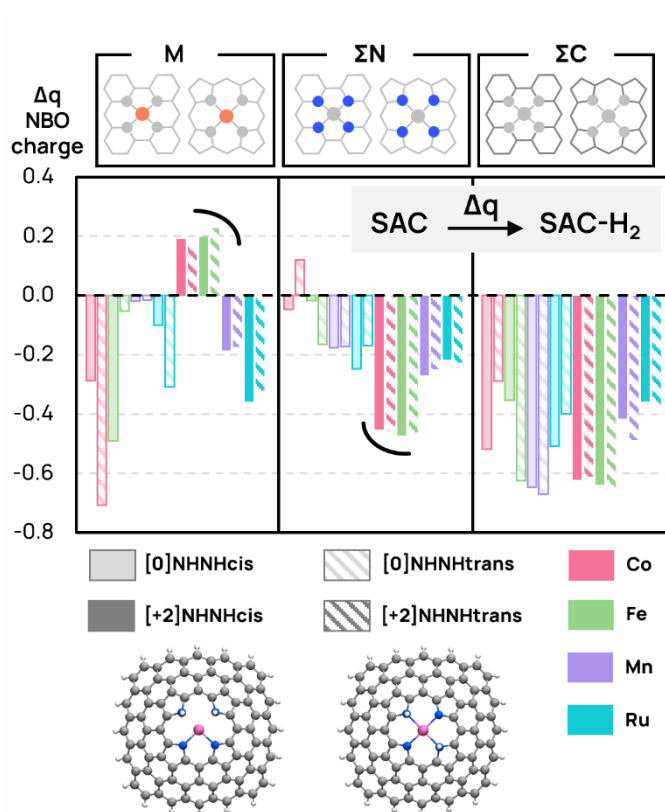 M ΣN ΣC
Δq
NBO
charge
0.4
0.2
0.0
-0.2
-0.4
-0.6
-0.8
SAC Δq SAC-H₂
[0]NHNHcis [0]NHNHtrans Co
[+2]NHNHcis [+2]NHNHtrans Fe
Mn
Ru